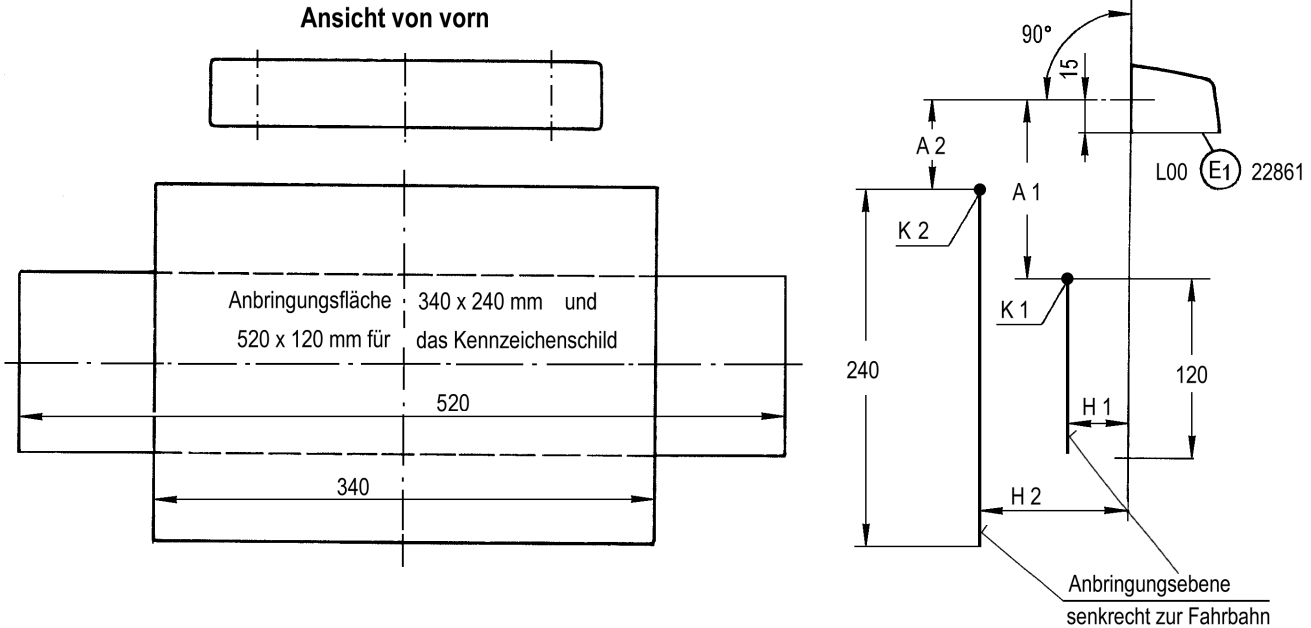 Ansicht von vorn
Anbringungsfläche 340 x 240 mm und
520 x 120 mm für das Kennzeichenschild
520
340
90°
15
A 2
A 1
L00 E1 22861
K 2
K 1
240
120
H 1
H 2
Anbringungsebene
senkrecht zur Fahrbahn